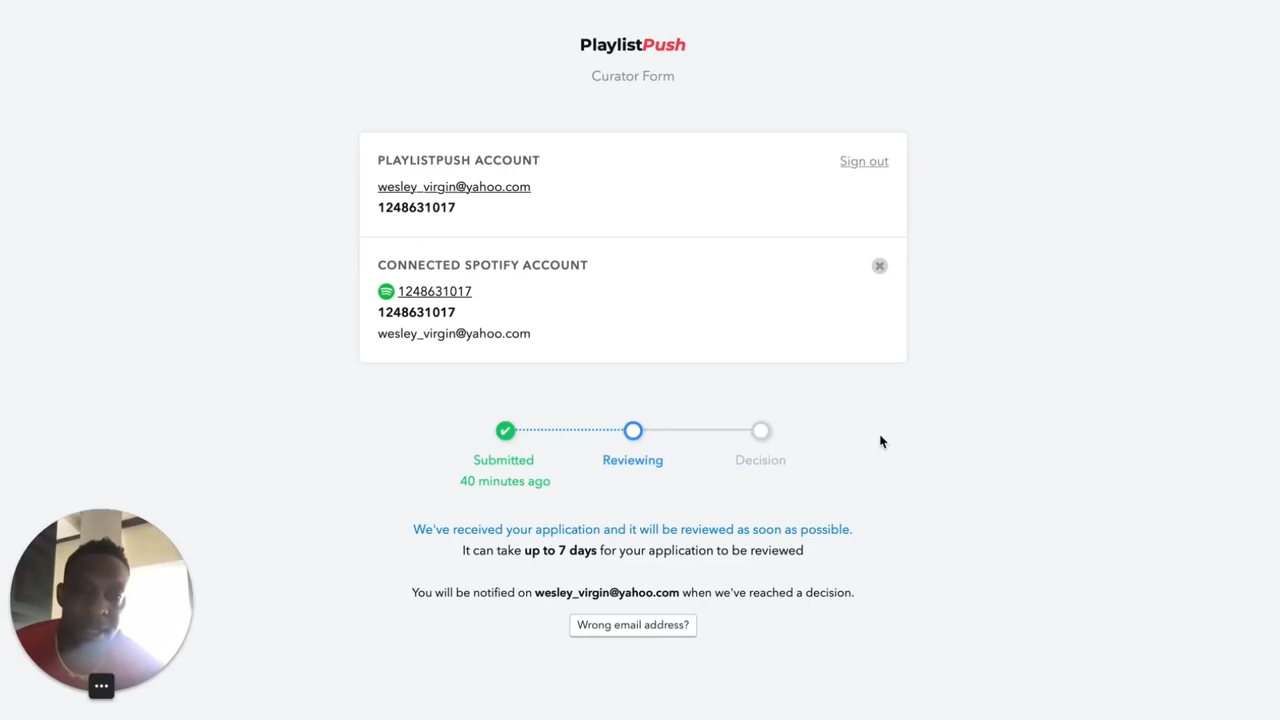 PlaylistPush
Curator Form
PLAYLISTPUSH ACCOUNT
Sign out
wesley_virgin@yahoo.com
1248631017
CONNECTED SPOTIFY ACCOUNT
1248631017
1248631017
wesley_virgin@yahoo.com
Submitted
Reviewing
Decision
40 minutes ago
We've received your application and it will be reviewed as soon as possible.
It can take up to 7 days for your application to be reviewed
You will be notified on wesley_virgin@yahoo.com when we've reached a decision.
Wrong email address?